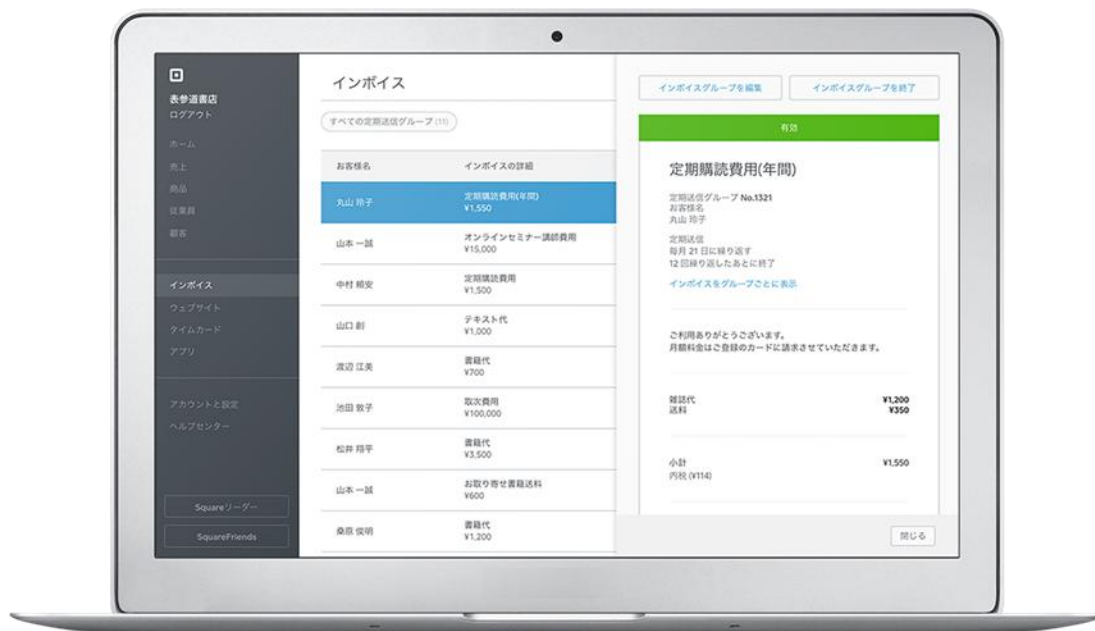 表参道書店
ログアウト
ホーム
売上
商品
従業員
顧客
インボイス
ウェブサイト
タイムカード
アプリ
アカウントと設定
ヘルプセンター
Squareリーダー
SquareFriends
インボイス
すべての定期送信グループ (11)
お客様名 インボイスの詳細
丸山 玲子 定期購読費用(年間)
¥1,550
山本 一誠 オンラインセミナー講師費用
¥15,000
中村 頼安 定期購読費用
¥1,500
山口 創 テキスト代
¥1,000
渡辺 江美 書籍代
¥700
池田 敦子 取次費用
¥100,000
松井 翔平 書籍代
¥3,500
山本 一誠 お取り寄せ書籍送料
¥600
桑原 俊明 書籍代
¥1,200
インボイスグループを編集 インボイスグループを終了
有効
定期購読費用(年間)
定期送信グループ No.1321
お客様名
丸山 玲子
定期送信
毎月 21 日に繰り返す
12 回繰り返したあとに終了
インボイスをグループごとに表示
ご利用ありがとうございます。
月額料金はご登録のカードに請求させていただきます。
雑誌代 ¥1,200
送料 ¥350
小計 ¥1,550
内税 (¥114)
閉じる